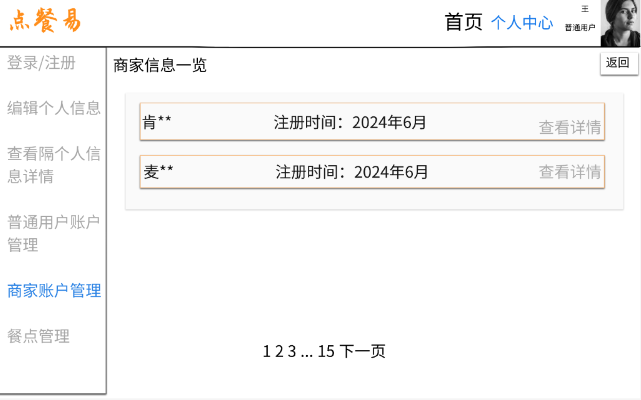 点餐易
首页 个人中心
王
普通用户
登录/注册
编辑个人信息
查看隔个人信
息详情
普通用户账户
管理
商家账户管理
餐点管理
商家信息一览
返回
肯** 注册时间：2024年6月 查看详情
麦** 注册时间：2024年6月 查看详情
1 2 3 ... 15 下一页